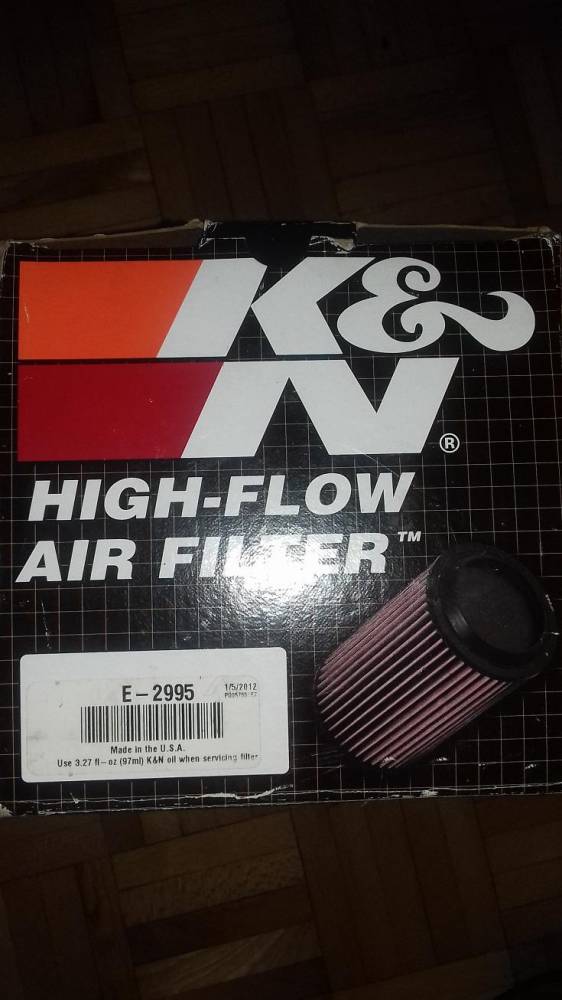 K&
N®
HIGH-FLOW
AIR FILTER™
E-2995
1/5/2012
Made in the U.S.A.
Use 3.27 fl-oz (97ml) K&N oil when servicing filter